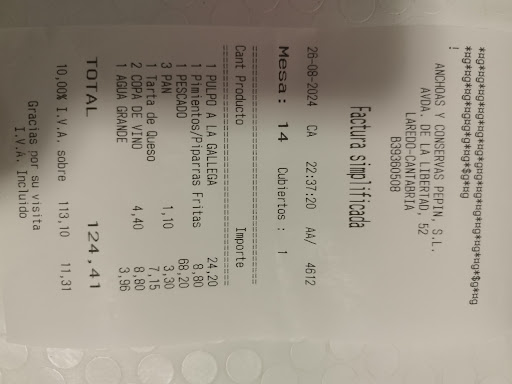 ANCHOAS Y CONSERVAS PEPIN, S.L.
AVDA. DE LA LIBERTAD, 52
LAREDO-CANTABRIA
B39360508
Factura simplificada
26-08-2024 CA 22:37:20 AA/ 4612
Mesa: 14 Cubiertos : 1
Cant Producto Importe
1 PULPO A LA GALLEGA 24,20
1 Pimientos/Piparras Fritas 8,80
1 PESCADO 68,20
3 PAN 1,10 3,30
1 Tarta de Queso 7,15
2 COPA DE VINO 4,40 8,80
1 AGUA GRANDE 3,96
TOTAL 124,41
10,00% I.V.A. sobre 113,10 11,31
Gracias por su visita
I.V.A. Incluido